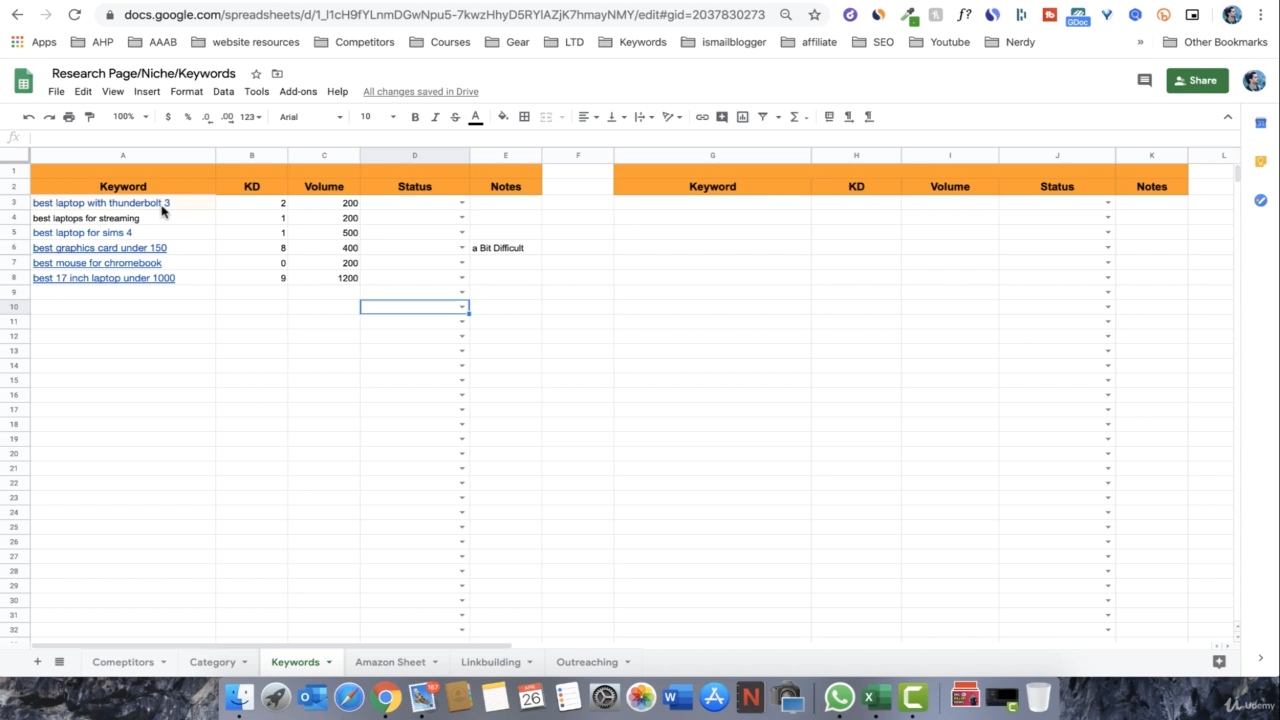 docs.google.com/spreadsheets/d/1_l1cH9fYLnmDGwNpu5-7kwzHhyD5RYlAZjK7hmayNMY/edit#gid=2037830273
f?
GDoc
Apps AHP AAAB website resources Competitors Courses Gear LTD Keywords ismailblogger affiliate SEO Youtube Nerdy » Other Bookmarks
Research Page/Niche/Keywords
Share
File Edit View Insert Format Data Tools Add-ons Help All changes saved in Drive
100% $ % .0 .00 123 Arial 10 B I S A Σ
fx
A B C D E F G H I J K L
1
2 Keyword KD Volume Status Notes Keyword KD Volume Status Notes
3 best laptop with thunderbolt 3 2 200
4 best laptops for streaming 1 200
5 best laptop for sims 4 1 500
6 best graphics card under 150 8 400 a Bit Difficult
7 best mouse for chromebook 0 200
8 best 17 inch laptop under 1000 9 1200
9
10
11
12
13
14
15
16
17
18
19
20
21
22
23
24
25
26
27
28
29
30
31
32
Competitors Category Keywords Amazon Sheet Linkbuilding Outreaching
167
APR
26
W
N
X
C
Udemy